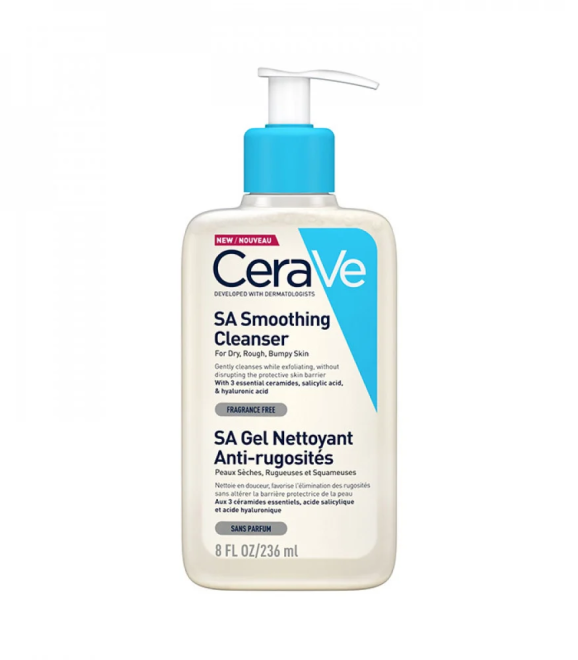 NEW / NOUVEAU
CeraVe
DEVELOPED WITH DERMATOLOGISTS
SA Smoothing
Cleanser
For Dry, Rough, Bumpy Skin
Gently cleanses while exfoliating, without
disrupting the protective skin barrier
With 3 essential ceramides, salicylic acid,
& hyaluronic acid
FRAGRANCE FREE
SA Gel Nettoyant
Anti-rugosités
Peaux Sèches, Rugueuses et Squameuses
Nettoie en douceur, favorise l'élimination des rugosités
sans altérer la barrière protectrice de la peau
Aux 3 céramides essentiels, acide salicylique
et acide hyaluronique
SANS PARFUM
8 FL OZ/236 ml